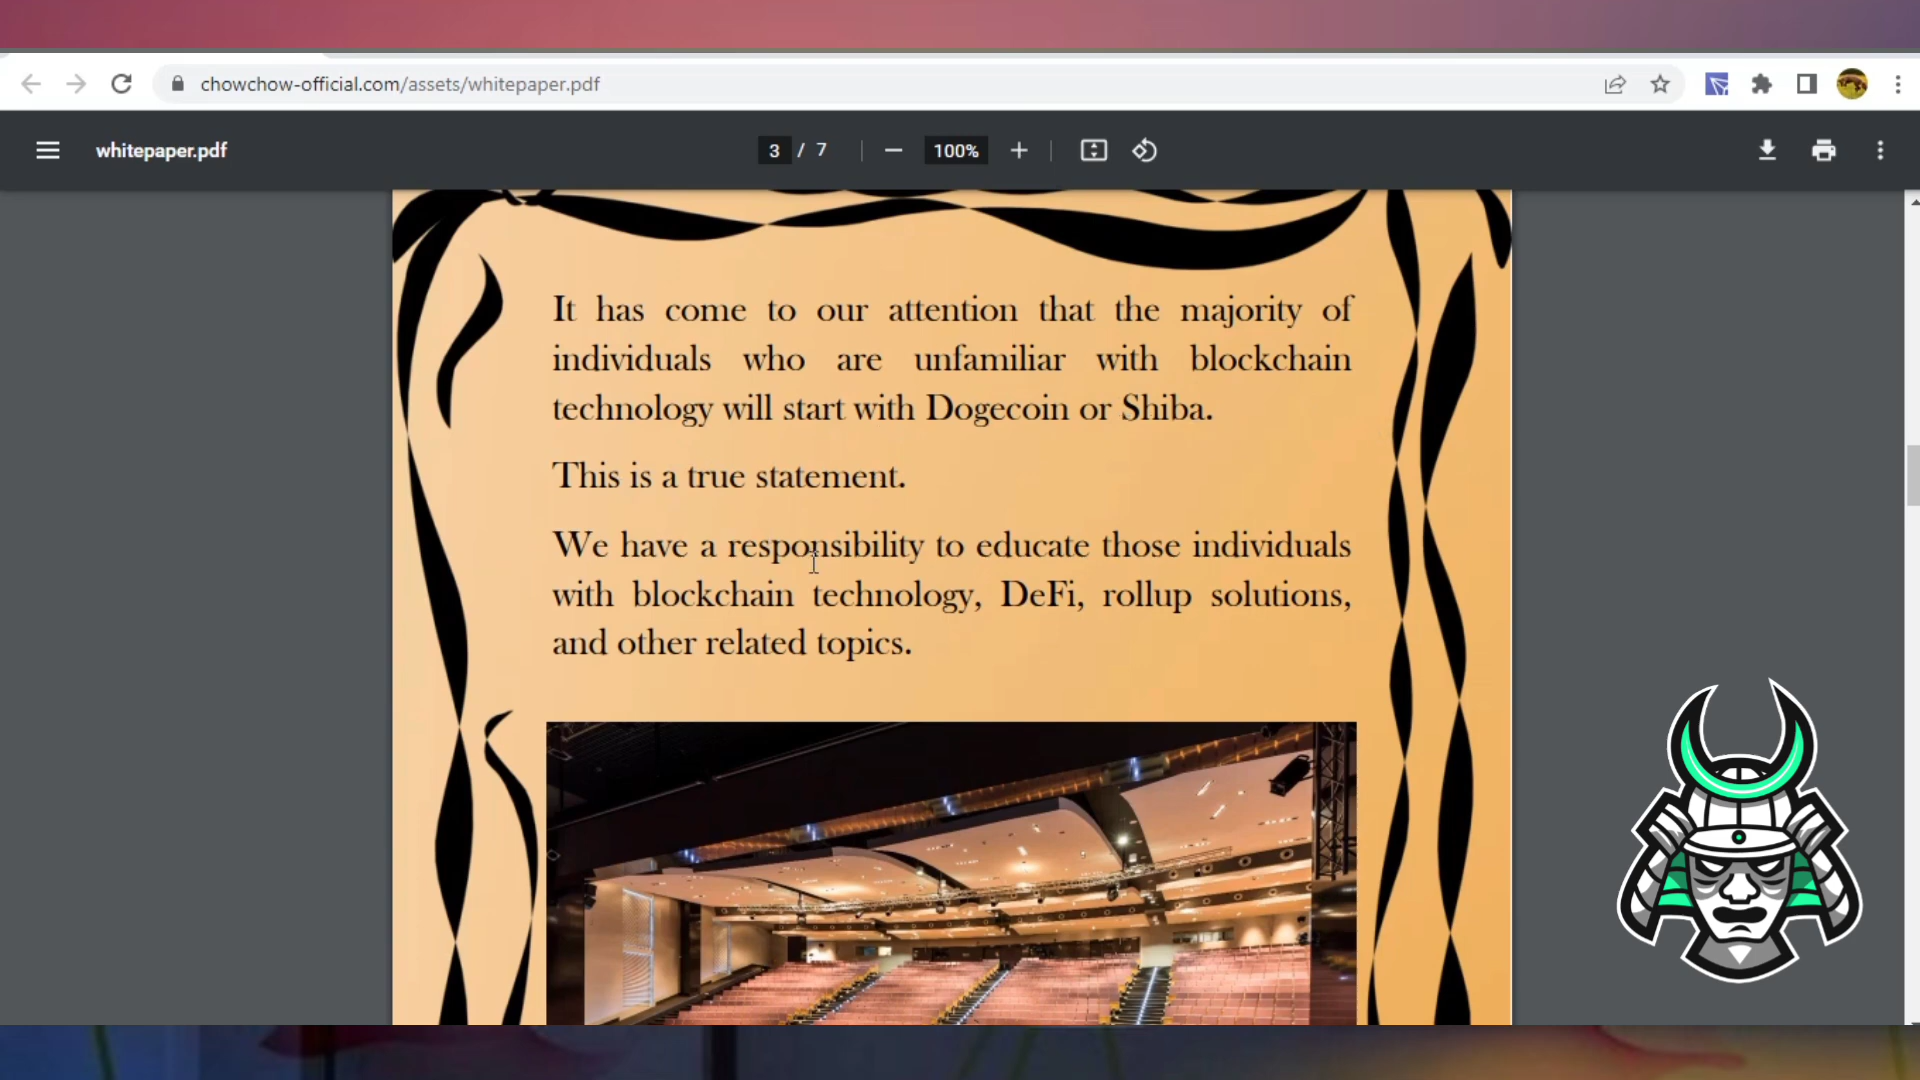 chowchow-official.com/assets/whitepaper.pdf
whitepaper.pdf
3 / 7
100%
It has come to our attention that the majority of
individuals who are unfamiliar with blockchain
technology will start with Dogecoin or Shiba.
This is a true statement.
We have a responsibility to educate those individuals
with blockchain technology, DeFi, rollup solutions,
and other related topics.